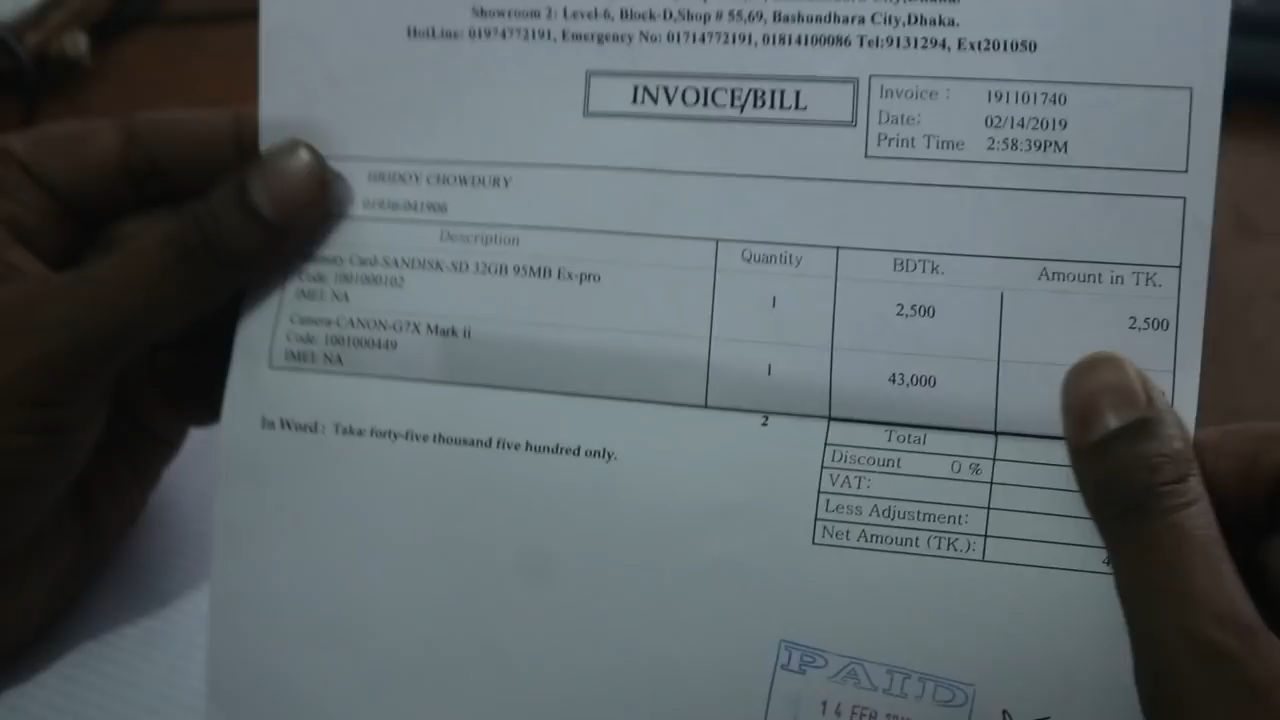 Showroom 2: Level-6, Block-D,Shop # 55,69, Bashundhara City,Dhaka.
HotLine: 01974772191, Emergency No: 01714772191, 01814100086 Tel:9131294, Ext201050
INVOICE/BILL
Invoice : 191101740
Date: 02/14/2019
Print Time 2:58:39PM
CHOWDURY
Description Quantity BDTk. Amount in TK.
Card-SANDISK-SD 32GB 95MB Ex-pro
Code: 1001000102
IMEI: NA
1 2,500 2,500
Camera-CANON-G7X Mark ii
Code: 1001000449
IMEI: NA
1 43,000
2
In Word : Taka: forty-five thousand five hundred only.
Total
Discount 0 %
VAT:
Less Adjustment:
Net Amount (TK.): 4
PAID
14 FEB